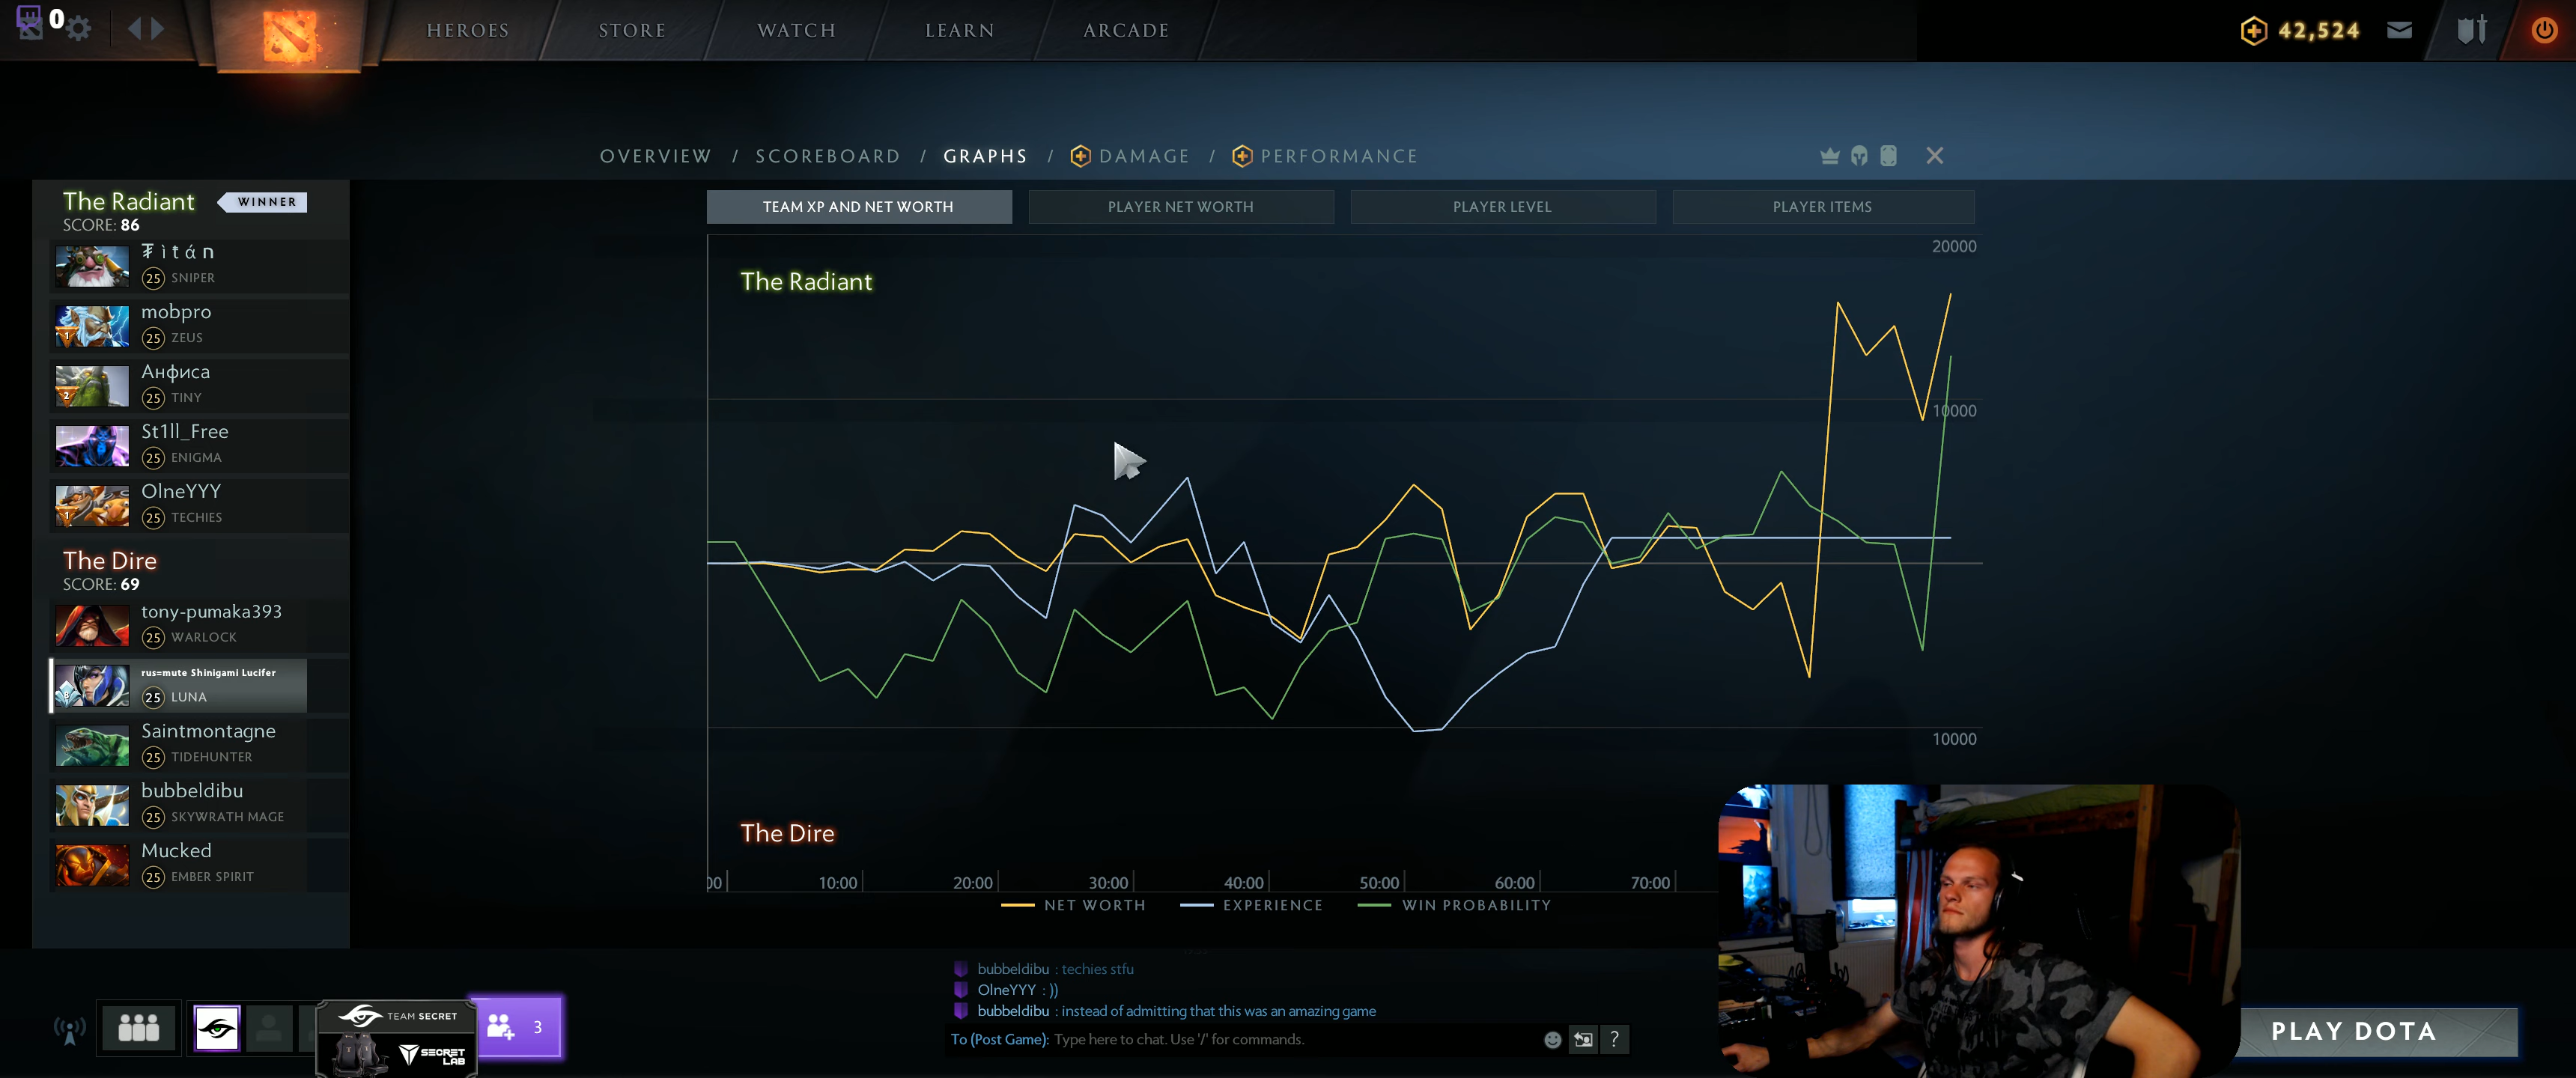 0
HEROES
STORE
WATCH
LEARN
ARCADE
42,524
OVERVIEW / SCOREBOARD / GRAPHS / DAMAGE / PERFORMANCE
TEAM XP AND NET WORTH
PLAYER NET WORTH
PLAYER LEVEL
PLAYER ITEMS
The Radiant
WINNER
SCORE: 86
₮ ì t ά n
25 SNIPER
mobpro
1
25 ZEUS
Анфиса
2
25 TINY
St1ll_Free
25 ENIGMA
OlneYYY
1
25 TECHIES
The Dire
SCORE: 69
tony-pumaka393
25 WARLOCK
rus=mute Shinigami Lucifer
8
25 LUNA
Saintmontagne
25 TIDEHUNTER
bubbeldibu
25 SKYWRATH MAGE
Mucked
25 EMBER SPIRIT
20000
The Radiant
10000
10000
The Dire
00
10:00
20:00
30:00
40:00
50:00
60:00
70:00
NET WORTH
EXPERIENCE
WIN PROBABILITY
bubbeldibu : techies stfu
OlneYYY : ))
bubbeldibu : instead of admitting that this was an amazing game
To (Post Game): Type here to chat. Use '/' for commands.
?
TEAM SECRET
SECRET LAB
3
PLAY DOTA